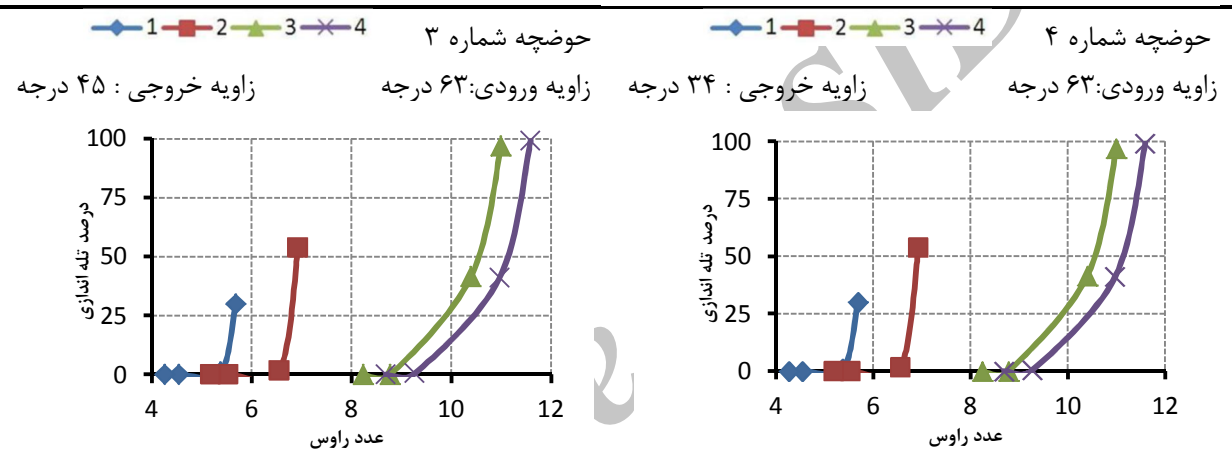 حوضچه شماره ۴
1 2 3 4
زاویه ورودی:۶۳ درجه زاویه خروجی : ۳۴ درجه
درصد تله اندازی
100
75
50
25
0
4 6 8 10 12
عدد راوس
حوضچه شماره ۳
1 2 3 4
زاویه ورودی:۶۳ درجه زاویه خروجی : ۴۵ درجه
درصد تله اندازی
100
75
50
25
0
4 6 8 10 12
عدد راوس